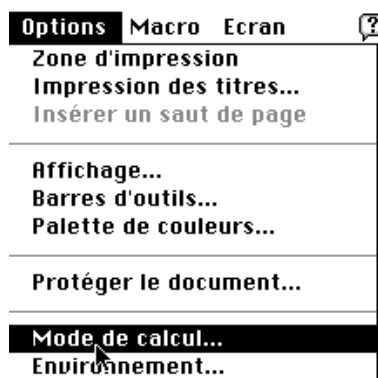 Options Macro Ecran ?
Zone d'impression
Impression des titres...
Insérer un saut de page
Affichage...
Barres d'outils...
Palette de couleurs...
Protéger le document...
Mode de calcul...
Environnement...